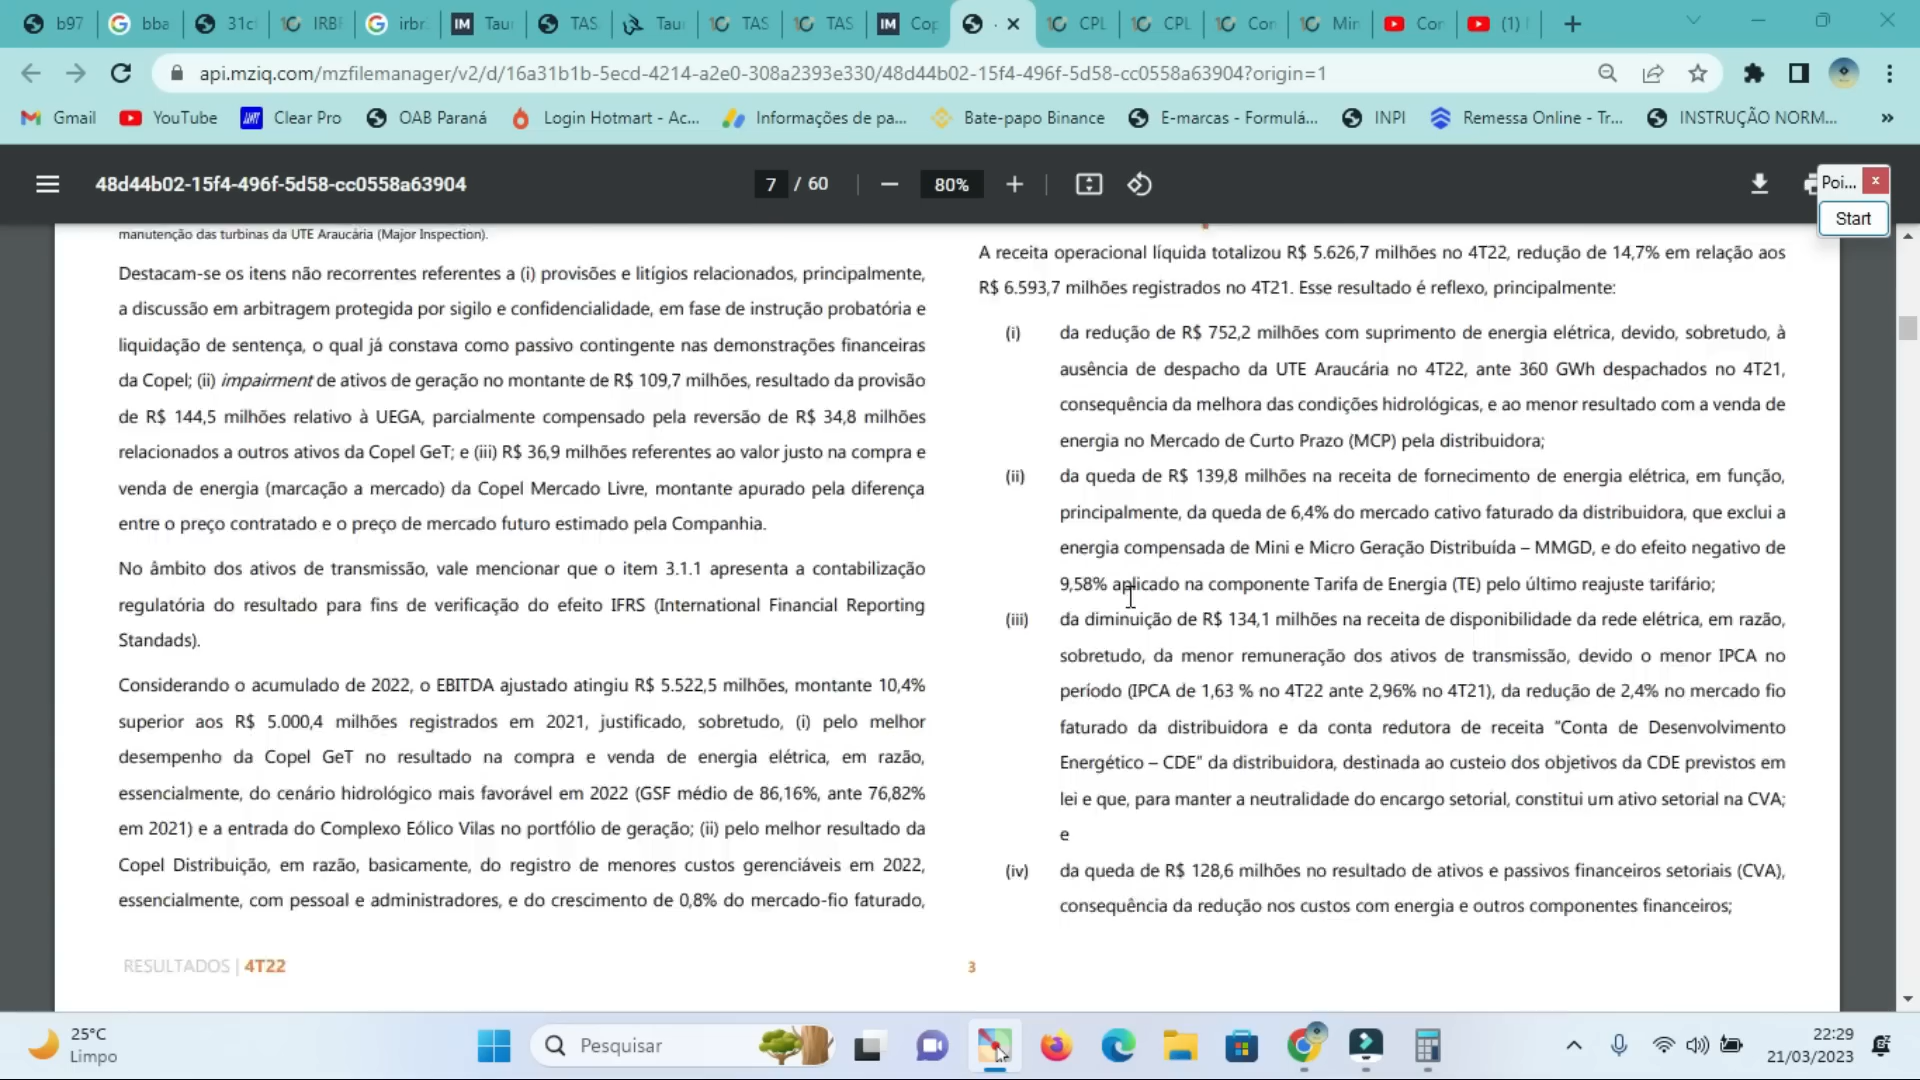 b97
bba
31c
IRBF
irbr
Taur
TAS
Taur
TAS
TAS
Cop
CPL
CPL
Con
Min
Cor
(1)
api.mziq.com/mzfilemanager/v2/d/16a31b1b-5ecd-4214-a2e0-308a2393e330/48d44b02-15f4-496f-5d58-cc0558a63904?origin=1
Gmail
YouTube
Clear Pro
OAB Paraná
Login Hotmart - Ac...
Informações de pa...
Bate-papo Binance
E-marcas - Formulá...
INPI
Remessa Online - Tr...
INSTRUÇÃO NORM...
»
48d44b02-15f4-496f-5d58-cc0558a63904
7 / 60
80%
Poi...
Start
manutenção das turbinas da UTE Araucária (Major Inspection).
Destacam-se os itens não recorrentes referentes a (i) provisões e litígios relacionados, principalmente,
a discussão em arbitragem protegida por sigilo e confidencialidade, em fase de instrução probatória e
liquidação de sentença, o qual já constava como passivo contingente nas demonstrações financeiras
da Copel; (ii) impairment de ativos de geração no montante de R$ 109,7 milhões, resultado da provisão
de R$ 144,5 milhões relativo à UEGA, parcialmente compensado pela reversão de R$ 34,8 milhões
relacionados a outros ativos da Copel GeT; e (iii) R$ 36,9 milhões referentes ao valor justo na compra e
venda de energia (marcação a mercado) da Copel Mercado Livre, montante apurado pela diferença
entre o preço contratado e o preço de mercado futuro estimado pela Companhia.
No âmbito dos ativos de transmissão, vale mencionar que o item 3.1.1 apresenta a contabilização
regulatória do resultado para fins de verificação do efeito IFRS (International Financial Reporting
Standads).
Considerando o acumulado de 2022, o EBITDA ajustado atingiu R$ 5.522,5 milhões, montante 10,4%
superior aos R$ 5.000,4 milhões registrados em 2021, justificado, sobretudo, (i) pelo melhor
desempenho da Copel GeT no resultado na compra e venda de energia elétrica, em razão,
essencialmente, do cenário hidrológico mais favorável em 2022 (GSF médio de 86,16%, ante 76,82%
em 2021) e a entrada do Complexo Eólico Vilas no portfólio de geração; (ii) pelo melhor resultado da
Copel Distribuição, em razão, basicamente, do registro de menores custos gerenciáveis em 2022,
essencialmente, com pessoal e administradores, e do crescimento de 0,8% do mercado-fio faturado,
A receita operacional líquida totalizou R$ 5.626,7 milhões no 4T22, redução de 14,7% em relação aos
R$ 6.593,7 milhões registrados no 4T21. Esse resultado é reflexo, principalmente:
(i) da redução de R$ 752,2 milhões com suprimento de energia elétrica, devido, sobretudo, à
ausência de despacho da UTE Araucária no 4T22, ante 360 GWh despachados no 4T21,
consequência da melhora das condições hidrológicas, e ao menor resultado com a venda de
energia no Mercado de Curto Prazo (MCP) pela distribuidora;
(ii) da queda de R$ 139,8 milhões na receita de fornecimento de energia elétrica, em função,
principalmente, da queda de 6,4% do mercado cativo faturado da distribuidora, que exclui a
energia compensada de Mini e Micro Geração Distribuída – MMGD, e do efeito negativo de
9,58% aplicado na componente Tarifa de Energia (TE) pelo último reajuste tarifário;
(iii) da diminuição de R$ 134,1 milhões na receita de disponibilidade da rede elétrica, em razão,
sobretudo, da menor remuneração dos ativos de transmissão, devido o menor IPCA no
período (IPCA de 1,63 % no 4T22 ante 2,96% no 4T21), da redução de 2,4% no mercado fio
faturado da distribuidora e da conta redutora de receita “Conta de Desenvolvimento
Energético – CDE” da distribuidora, destinada ao custeio dos objetivos da CDE previstos em
lei e que, para manter a neutralidade do encargo setorial, constitui um ativo setorial na CVA;
e
(iv) da queda de R$ 128,6 milhões no resultado de ativos e passivos financeiros setoriais (CVA),
consequência da redução nos custos com energia e outros componentes financeiros;
RESULTADOS | 4T22
3
25°C
Limpo
Pesquisar
22:29
21/03/2023